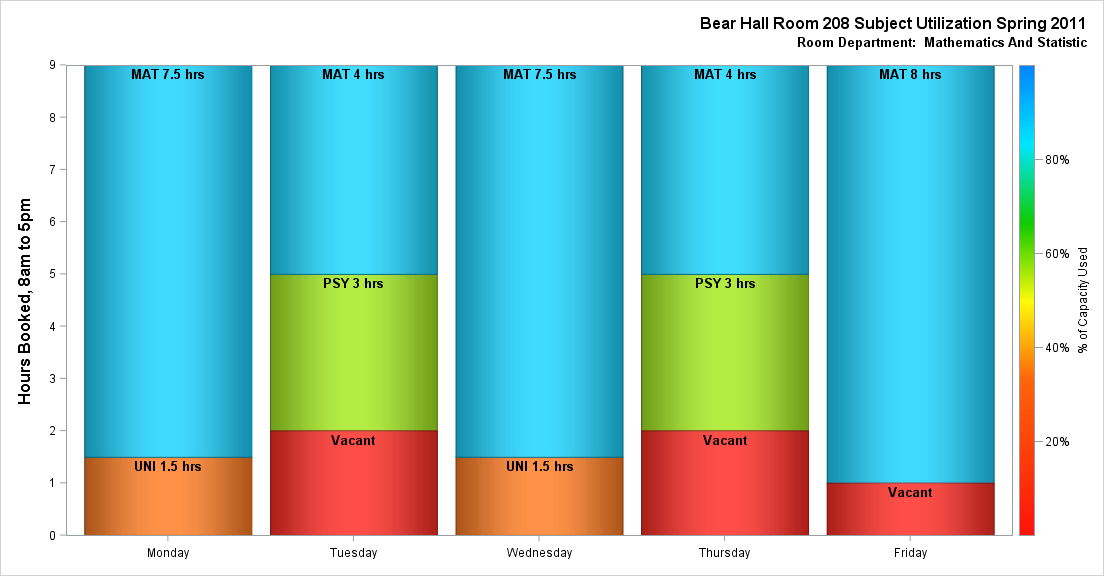 Bear Hall Room 208 Subject Utilization Spring 2011
Room Department: Mathematics And Statistic
Hours Booked, 8am to 5pm
9
8
7
6
5
4
3
2
1
0
MAT 7.5 hrs
UNI 1.5 hrs
MAT 4 hrs
PSY 3 hrs
Vacant
MAT 7.5 hrs
UNI 1.5 hrs
MAT 4 hrs
PSY 3 hrs
Vacant
MAT 8 hrs
Vacant
Monday
Tuesday
Wednesday
Thursday
Friday
80%
60%
40%
20%
% of Capacity Used